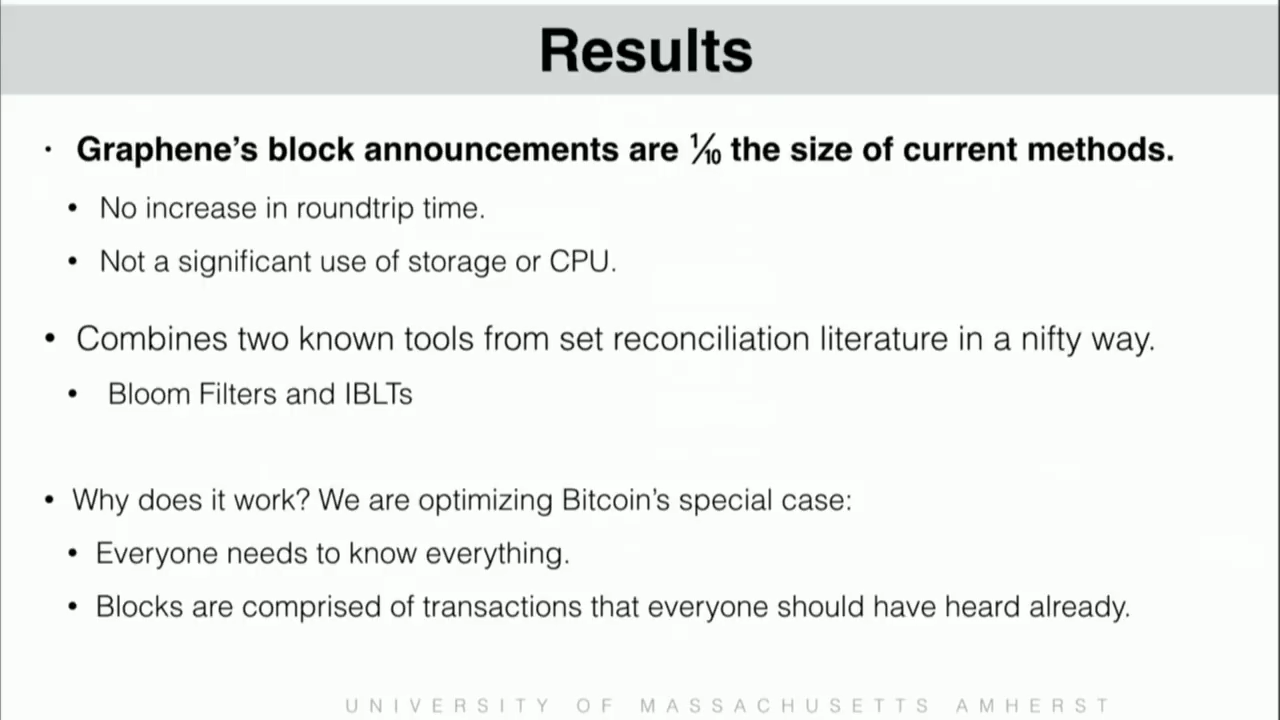 Results
· Graphene's block announcements are ⅒ the size of current methods.
• No increase in roundtrip time.
• Not a significant use of storage or CPU.
• Combines two known tools from set reconciliation literature in a nifty way.
• Bloom Filters and IBLTs
• Why does it work? We are optimizing Bitcoin's special case:
• Everyone needs to know everything.
• Blocks are comprised of transactions that everyone should have heard already.
UNIVERSITY OF MASSACHUSETTS AMHERST